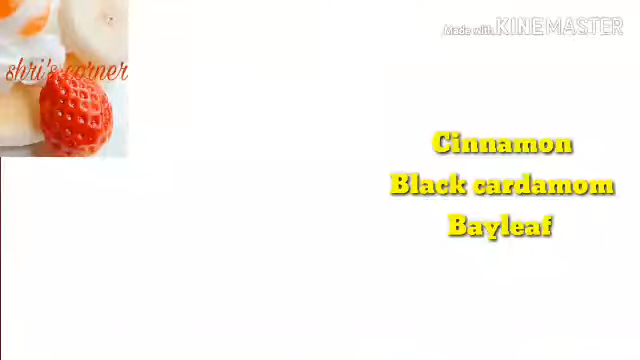 Made with KINEMASTER
shri's corner
Cinnamon
Black cardamom
Bayleaf